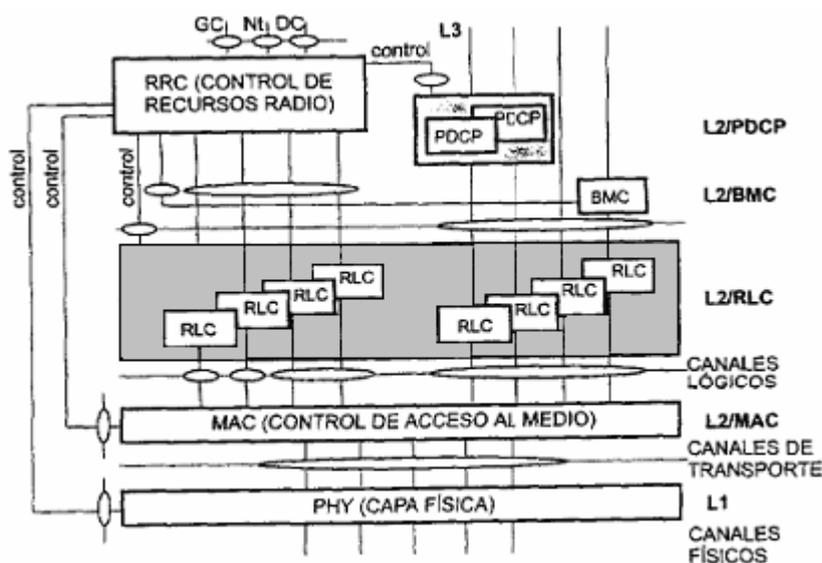 GC Nt DC
control
L3
RRC (CONTROL DE
RECURSOS RADIO)
PDCP
PDCP
L2/PDCP
control
control
control
BMC
L2/BMC
RLC
RLC
RLC
RLC
RLC
RLC
RLC
RLC
L2/RLC
CANALES
LÓGICOS
MAC (CONTROL DE ACCESO AL MEDIO)
L2/MAC
CANALES DE
TRANSPORTE
PHY (CAPA FÍSICA)
L1
CANALES
FÍSICOS